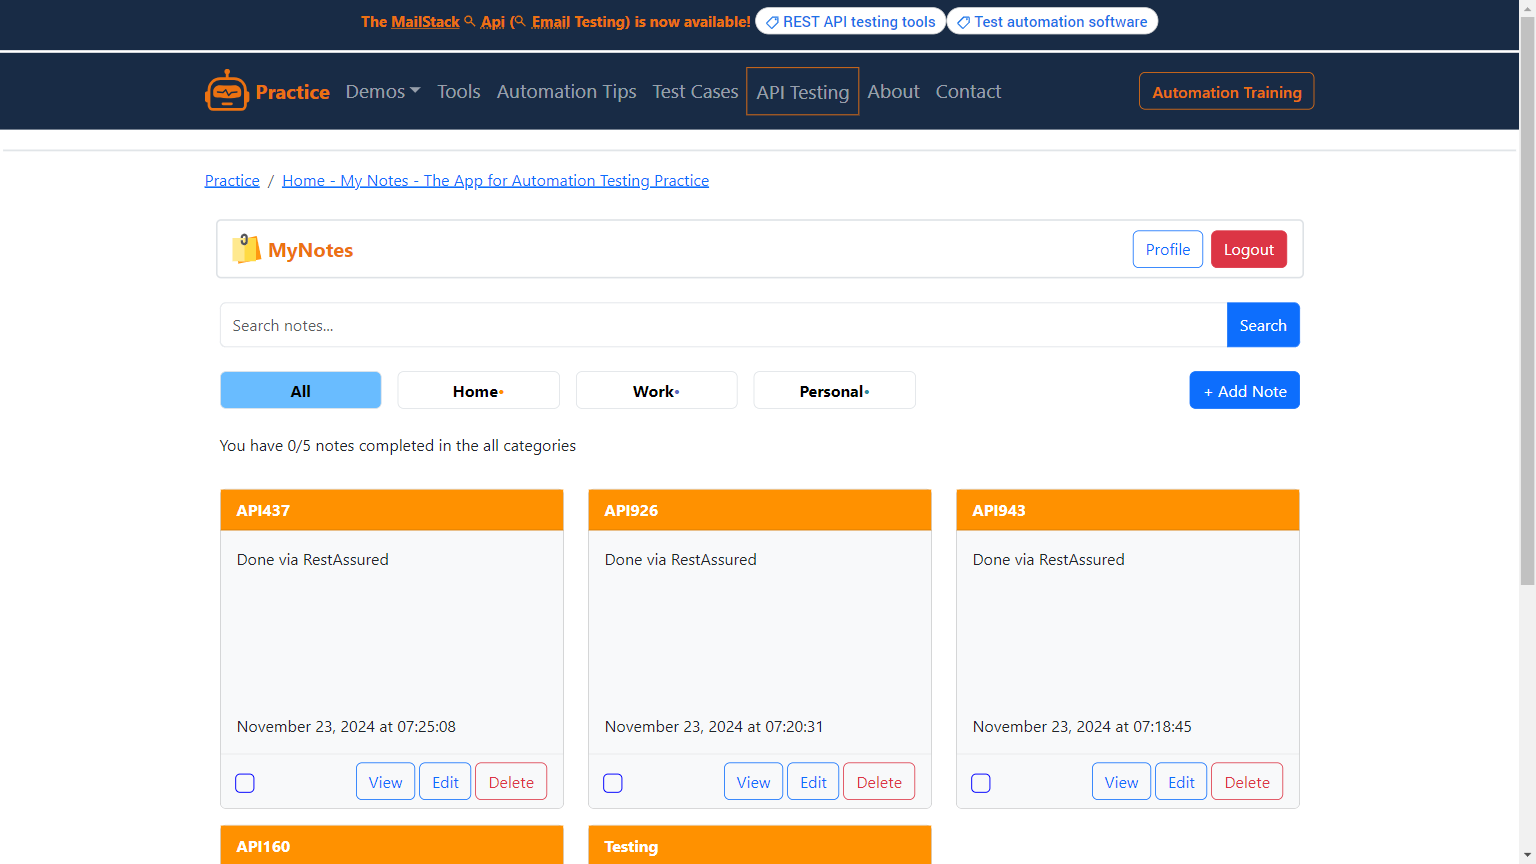 The MailStack Api (Email Testing) is now available! REST API testing tools Test automation software
Practice Demos Tools Automation Tips Test Cases API Testing About Contact Automation Training
Practice / Home - My Notes - The App for Automation Testing Practice
MyNotes Profile Logout
Search notes... Search
All Home Work Personal + Add Note
You have 0/5 notes completed in the all categories
API437 API926 API943
Done via RestAssured Done via RestAssured Done via RestAssured
November 23, 2024 at 07:25:08 November 23, 2024 at 07:20:31 November 23, 2024 at 07:18:45
View Edit Delete View Edit Delete View Edit Delete
API160 Testing